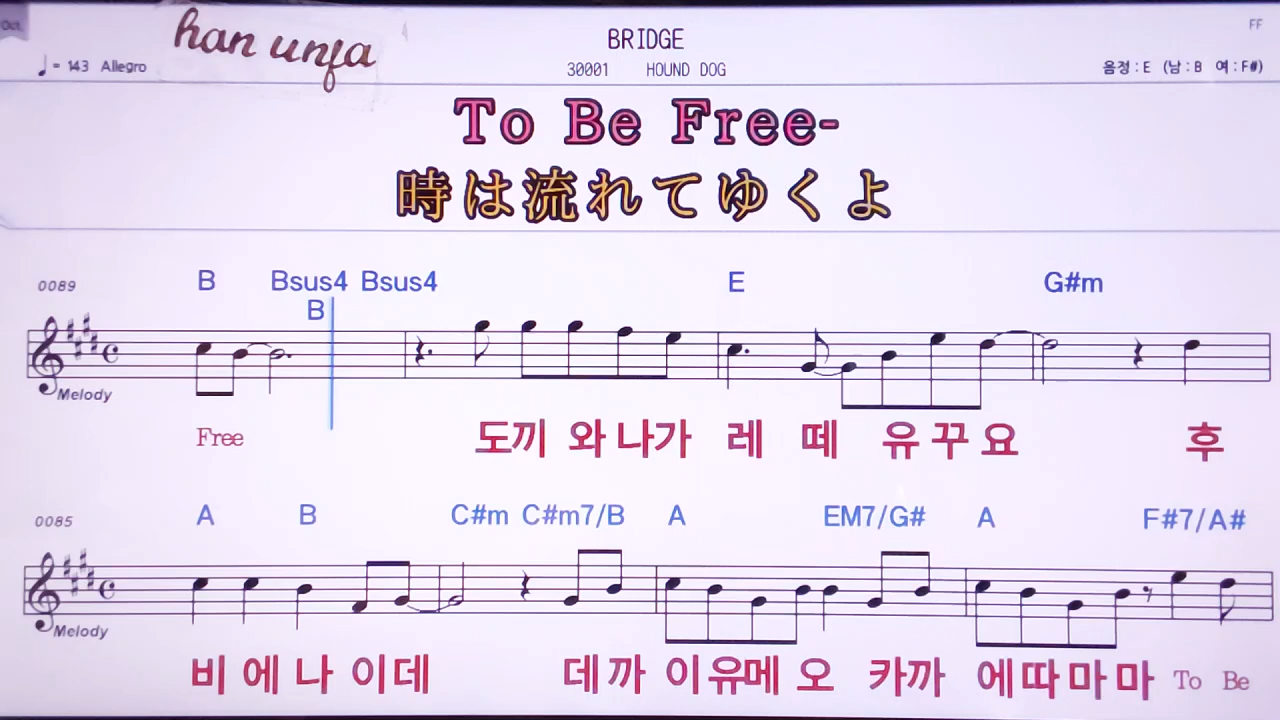 Oct.
han unfa
BRIDGE
FF
♩= 143 Allegro
30001 HOUND DOG
음정 : E (남 : B 여 : F#)
To Be Free-
時は流れてゆくよ
0089
B Bsus4 Bsus4 E G#m
B
Melody
Free 도끼 와 나가 레 떼 유 꾸 요 후
0085
A B C#m C#m7/B A EM7/G# A F#7/A#
Melody
비 에 나 이 데 데 까 이 유메 오 카까 에 따 마 마 To Be